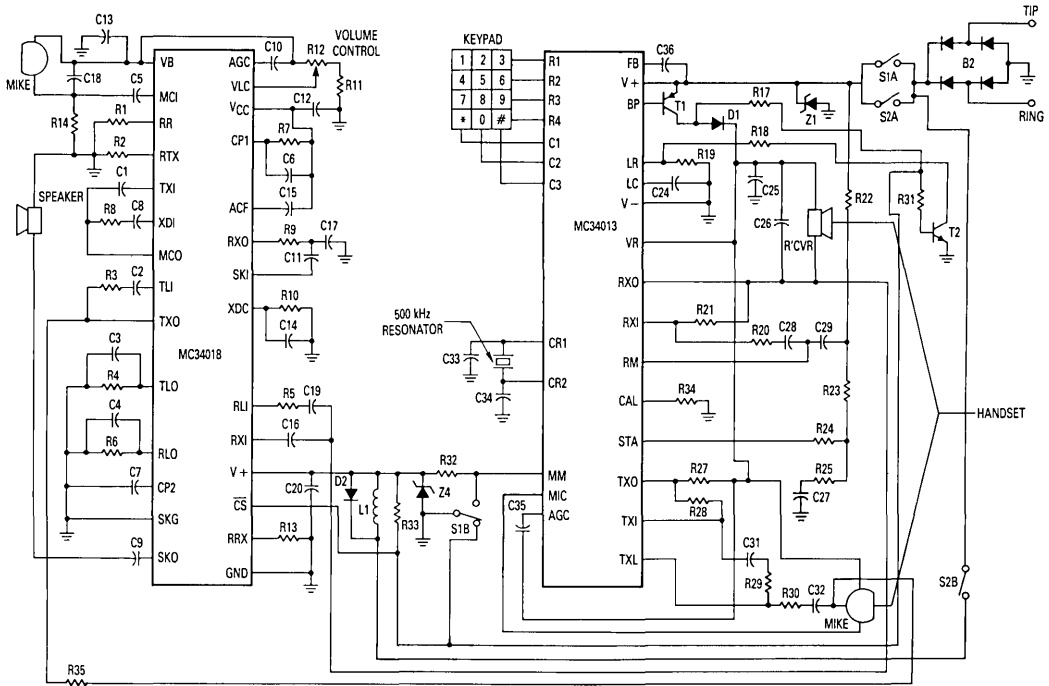 C13
MIKE
C18
C5
R14
R1
R2
C1
SPEAKER
R8
C8
R3
C2
C3
R4
C4
R6
C7
C9
R35
VB
MCI
RR
RTX
TXI
XDI
MCO
TLI
TXO
MC34018
TLO
RLO
CP2
SKG
SKO
AGC
VLC
VCC
CP1
ACF
RXO
SKI
XDC
RLI
RXI
V +
CS
RRX
GND
C10
R12
VOLUME
CONTROL
R11
C12
R7
C6
C15
R9
C17
C11
R10
C14
R5
C19
C16
C20
D2
L1
R13
R33
Z4
R32
S1B
KEYPAD
1 2 3
4 5 6
7 8 9
* 0 #
R1
R2
R3
R4
C1
C2
C3
500 kHz
RESONATOR
C33
C34
CR1
CR2
MM
MIC
AGC
C35
MC34013
FB
V +
BP
LR
LC
V −
VR
RXO
RXI
RM
CAL
STA
TXO
TXI
TXL
C36
T1
D1
R17
Z1
R18
R19
C24
C25
C26
R'CVR
R22
R31
T2
R21
R20
C28
C29
R34
R23
R24
R25
C27
R27
R28
C31
R29
R30
C32
MIKE
HANDSET
S1A
S2A
S2B
B2
TIP
RING